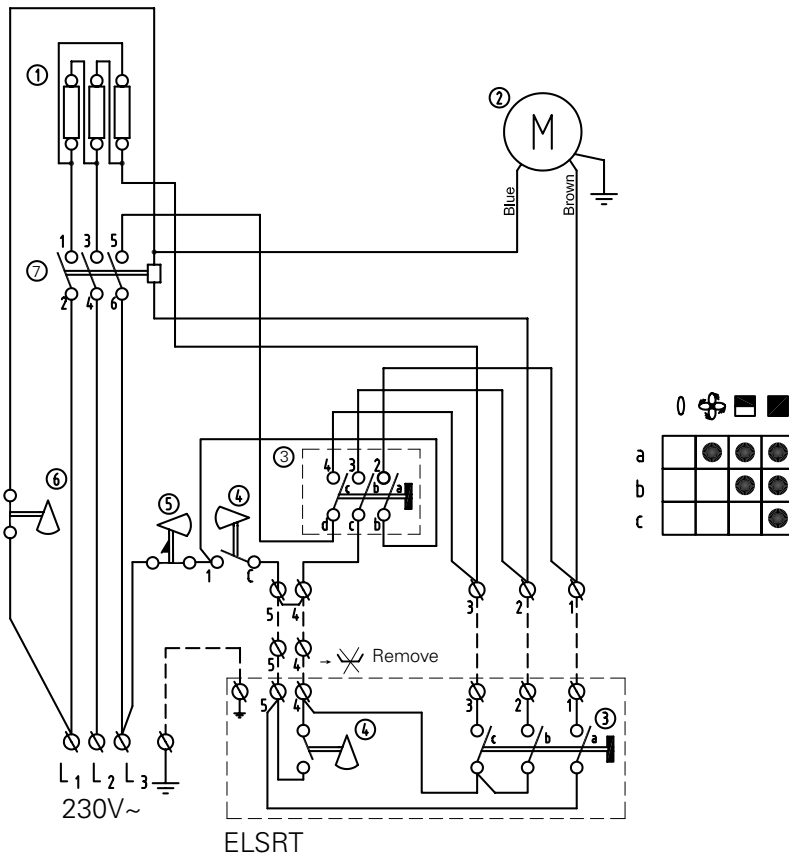 ①
②
M
Blue
Brown
1 3 5
⑦
2 4 6
③
4 3 2
c b a
d c b
⑥
⑤
④
1 C
a
b
c
5 4 3 2 1
5 4
Remove
5 4 3 2 1
④
③
c b a
L1 L2 L3
230V~
ELSRT